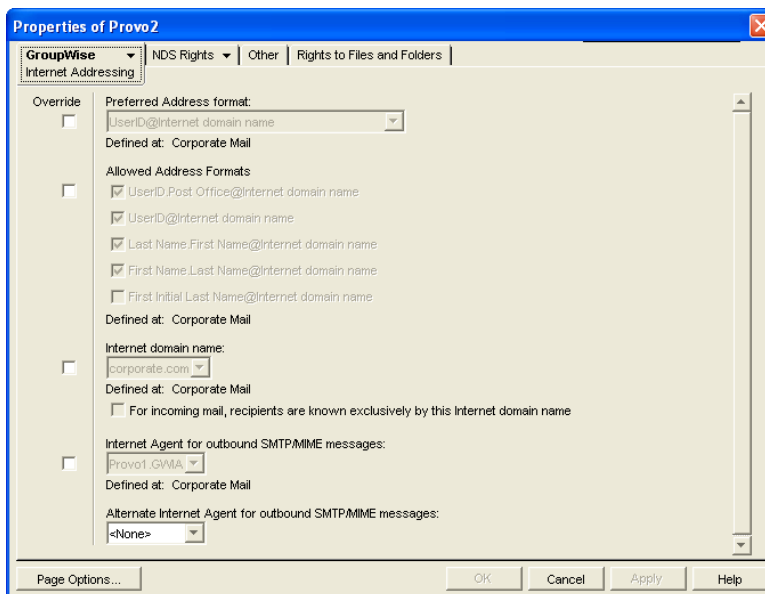 Properties of Provo2
GroupWise NDS Rights Other Rights to Files and Folders
Internet Addressing
Override Preferred Address format:
UserID@Internet domain name
Defined at: Corporate Mail
Allowed Address Formats
UserID.Post Office@Internet domain name
UserID@Internet domain name
Last Name.First Name@Internet domain name
First Name.Last Name@Internet domain name
First Initial Last Name@Internet domain name
Defined at: Corporate Mail
Internet domain name:
corporate.com
Defined at: Corporate Mail
For incoming mail, recipients are known exclusively by this Internet domain name
Internet Agent for outbound SMTP/MIME messages:
Provo1.GWIA
Defined at: Corporate Mail
Alternate Internet Agent for outbound SMTP/MIME messages:
<None>
Page Options... OK Cancel Apply Help